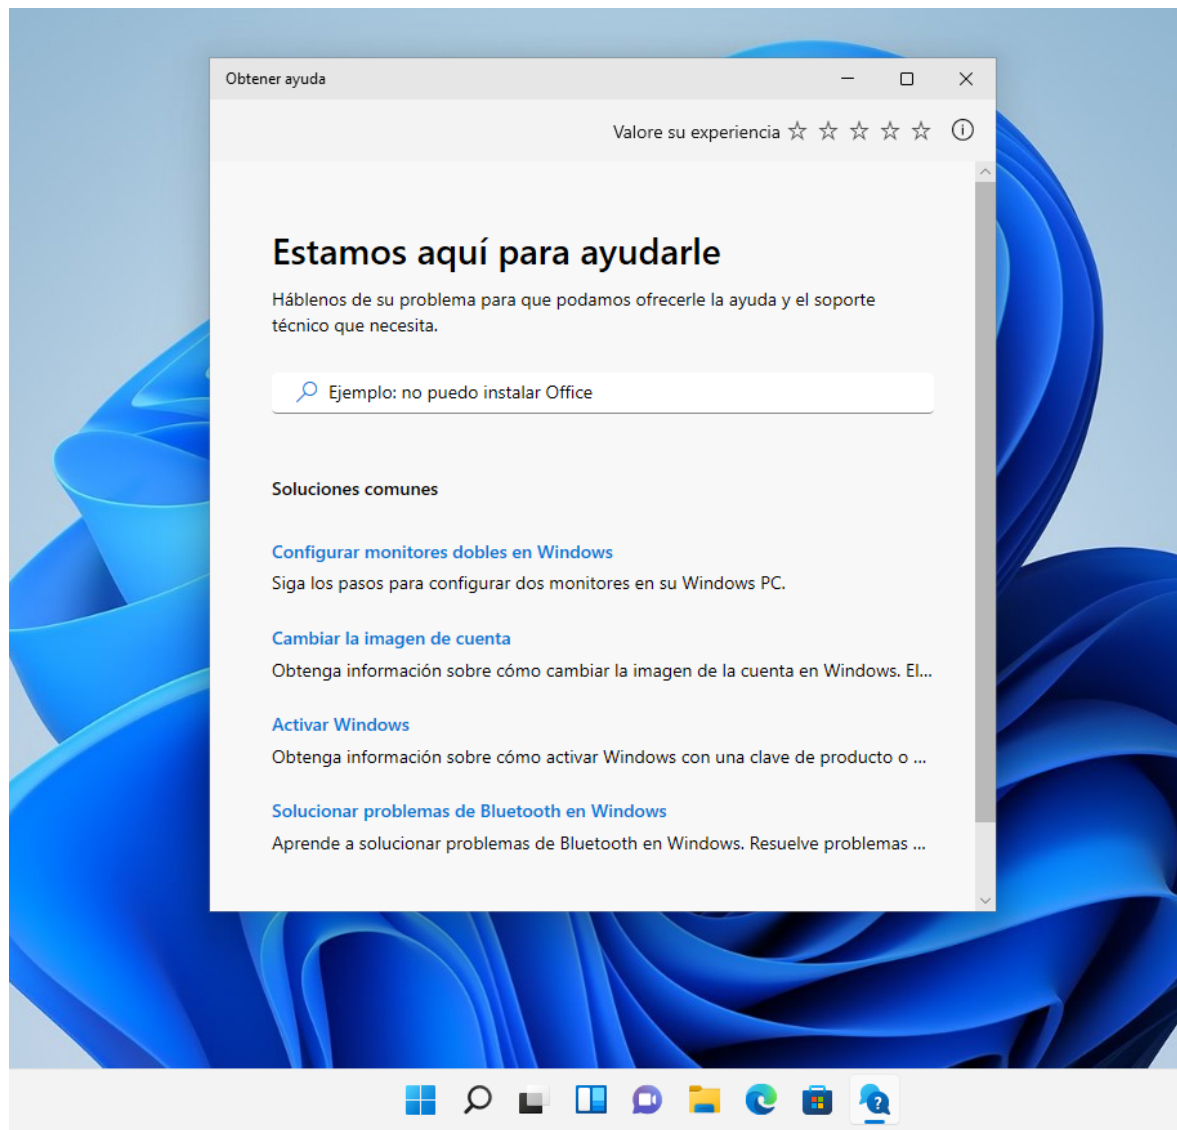 Obtener ayuda
Valore su experiencia
Estamos aquí para ayudarle
Háblenos de su problema para que podamos ofrecerle la ayuda y el soporte
técnico que necesita.
Ejemplo: no puedo instalar Office
Soluciones comunes
Configurar monitores dobles en Windows
Siga los pasos para configurar dos monitores en su Windows PC.
Cambiar la imagen de cuenta
Obtenga información sobre cómo cambiar la imagen de la cuenta en Windows. El...
Activar Windows
Obtenga información sobre cómo activar Windows con una clave de producto o ...
Solucionar problemas de Bluetooth en Windows
Aprende a solucionar problemas de Bluetooth en Windows. Resuelve problemas ...